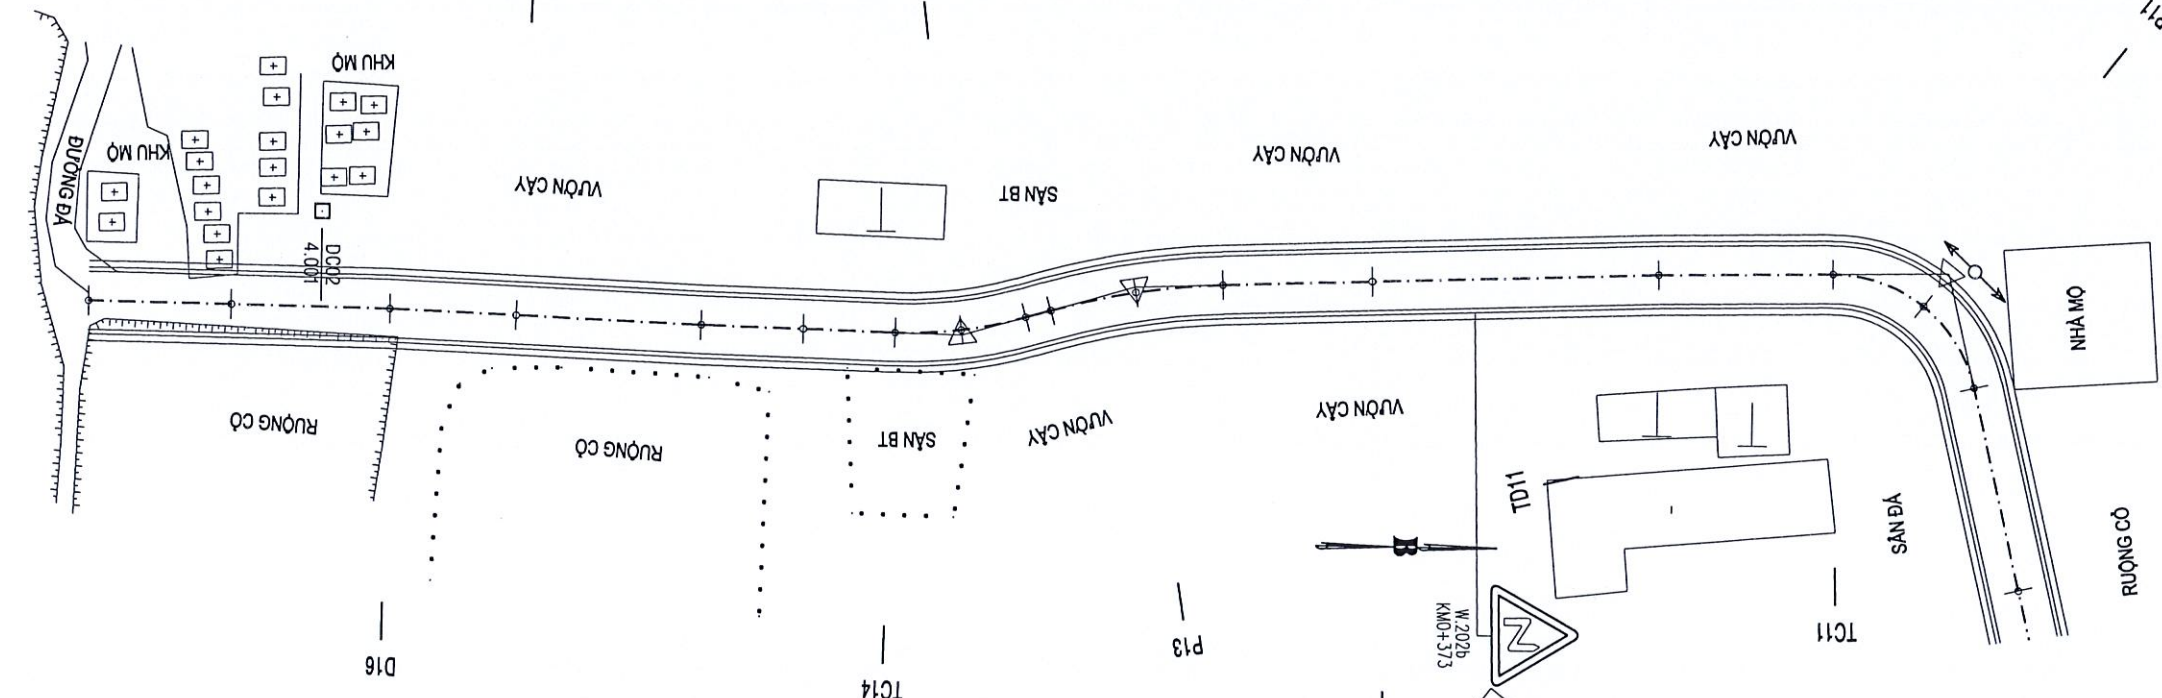 P11
KHU MỘ
ĐƯỜNG ĐÁ
KHU MỘ
VƯỜN CÂY
SÂN BT
VƯỜN CÂY
VƯỜN CÂY
DC02
4.001
NHÀ MỘ
RUỘNG CỎ
RUỘNG CỎ
SÂN BT
VƯỜN CÂY
VƯỜN CÂY
TD11
SÂN ĐÁ
RUỘNG CỎ
B
W.202b
KM0+373
D16
TC14
P13
TC11